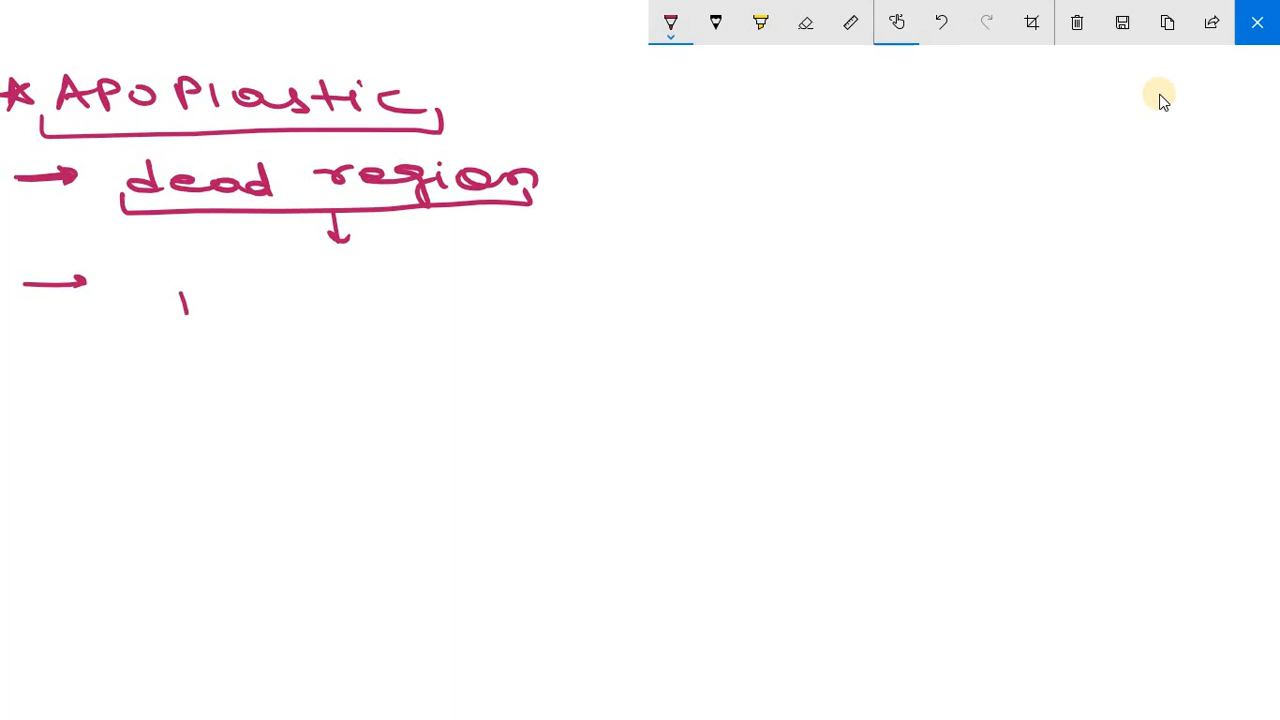 * APOPlastic
→ dead region
↓
→